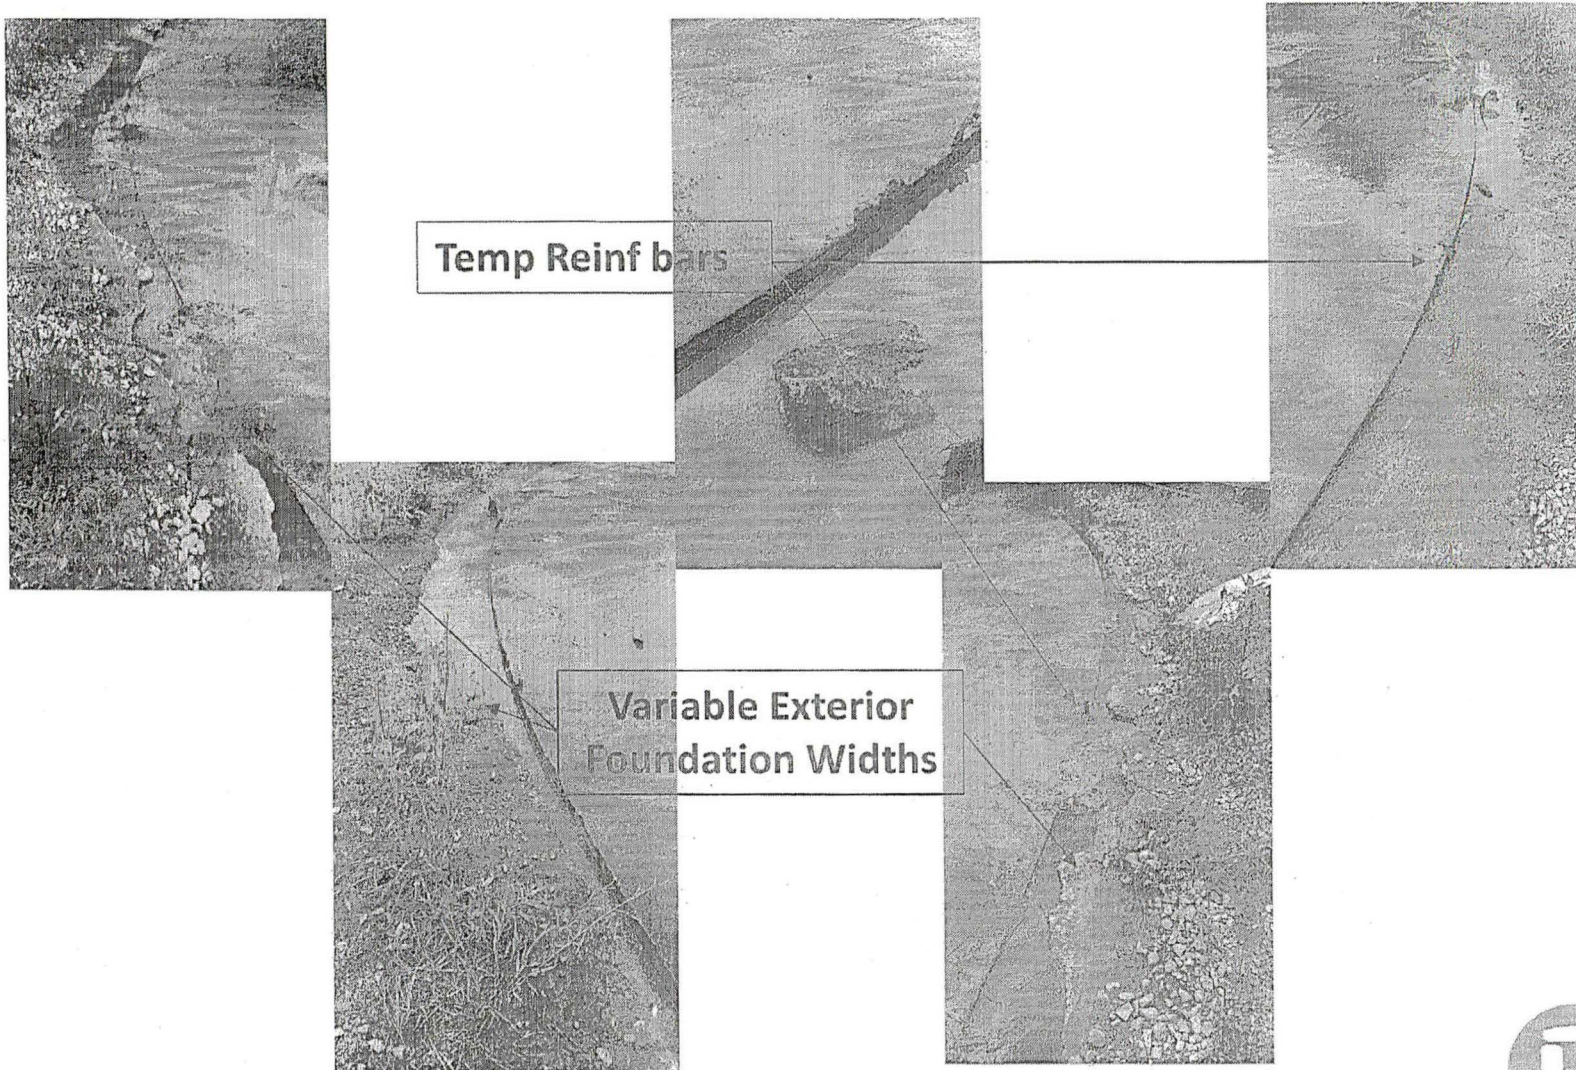 Temp Reinf bars
Variable Exterior
Foundation Widths